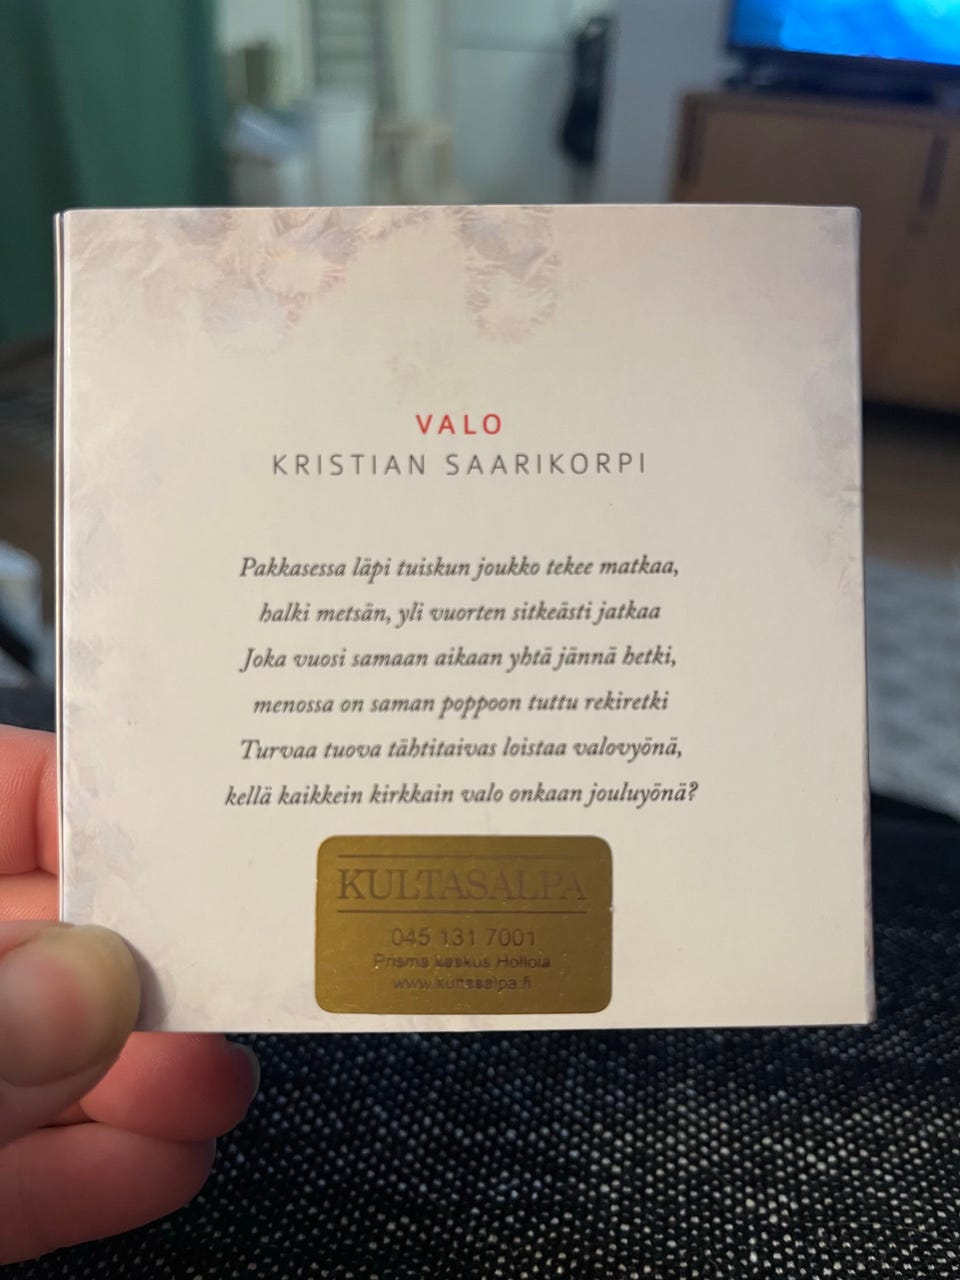 VALO
KRISTIAN SAARIKORPI
Pakkasessa läpi tuiskun joukko tekee matkaa,
halki metsän, yli vuorten sitkeästi jatkaa
Joka vuosi samaan aikaan yhtä jännä hetki,
menossa on saman poppoon tuttu rekiretki
Turvaa tuova tähtitaivas loistaa valovyönä,
kellä kaikkein kirkkain valo onkaan jouluyönä?
KULTASALPA
045 131 7001
Prisma keskus Hollola
www.kultasalpa.fi